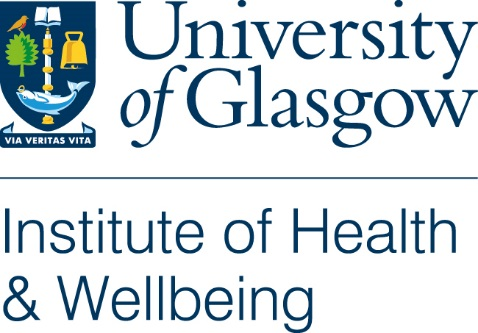 University
of Glasgow
VIA VERITAS VITA
Institute of Health
& Wellbeing